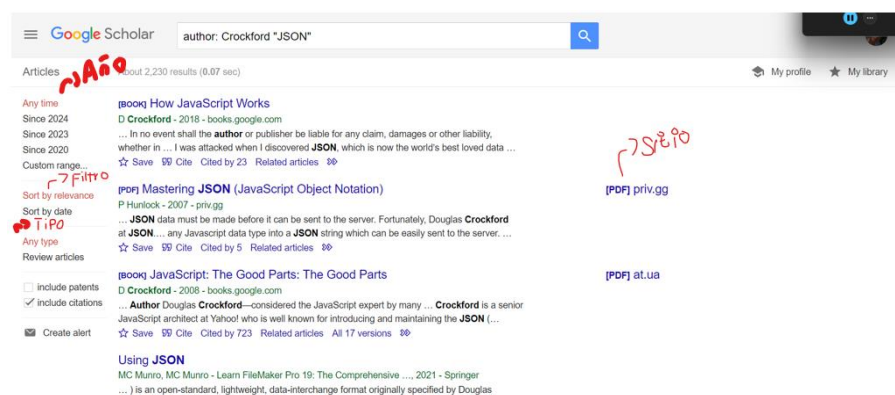 Google Scholar
author: Crockford "JSON"
Articles
Año
About 2,230 results (0.07 sec)
My profile
My library
Any time
Since 2024
Since 2023
Since 2020
Custom range...
Filtro
Sort by relevance
Sort by date
TiPO
Any type
Review articles
include patents
include citations
Create alert
[BOOK] How JavaScript Works
D Crockford - 2018 - books.google.com
… In no event shall the author or publisher be liable for any claim, damages or other liability,
whether in … I was attacked when I discovered JSON, which is now the world's best loved data …
Save Cite Cited by 23 Related articles
Sitio
[PDF] Mastering JSON (JavaScript Object Notation)
[PDF] priv.gg
P Hunlock - 2007 - priv.gg
… JSON data must be made before it can be sent to the server. Fortunately, Douglas Crockford
at JSON.… any Javascript data type into a JSON string which can be easily sent to the server. …
Save Cite Cited by 5 Related articles
[BOOK] JavaScript: The Good Parts: The Good Parts
[PDF] at.ua
D Crockford - 2008 - books.google.com
… Author Douglas Crockford—considered the JavaScript expert by many … Crockford is a senior
JavaScript architect at Yahoo! who is well known for introducing and maintaining the JSON (…
Save Cite Cited by 723 Related articles All 17 versions
Using JSON
MC Munro, MC Munro - Learn FileMaker Pro 19: The Comprehensive …, 2021 - Springer
… ) is an open-standard, lightweight, data-interchange format originally specified by Douglas